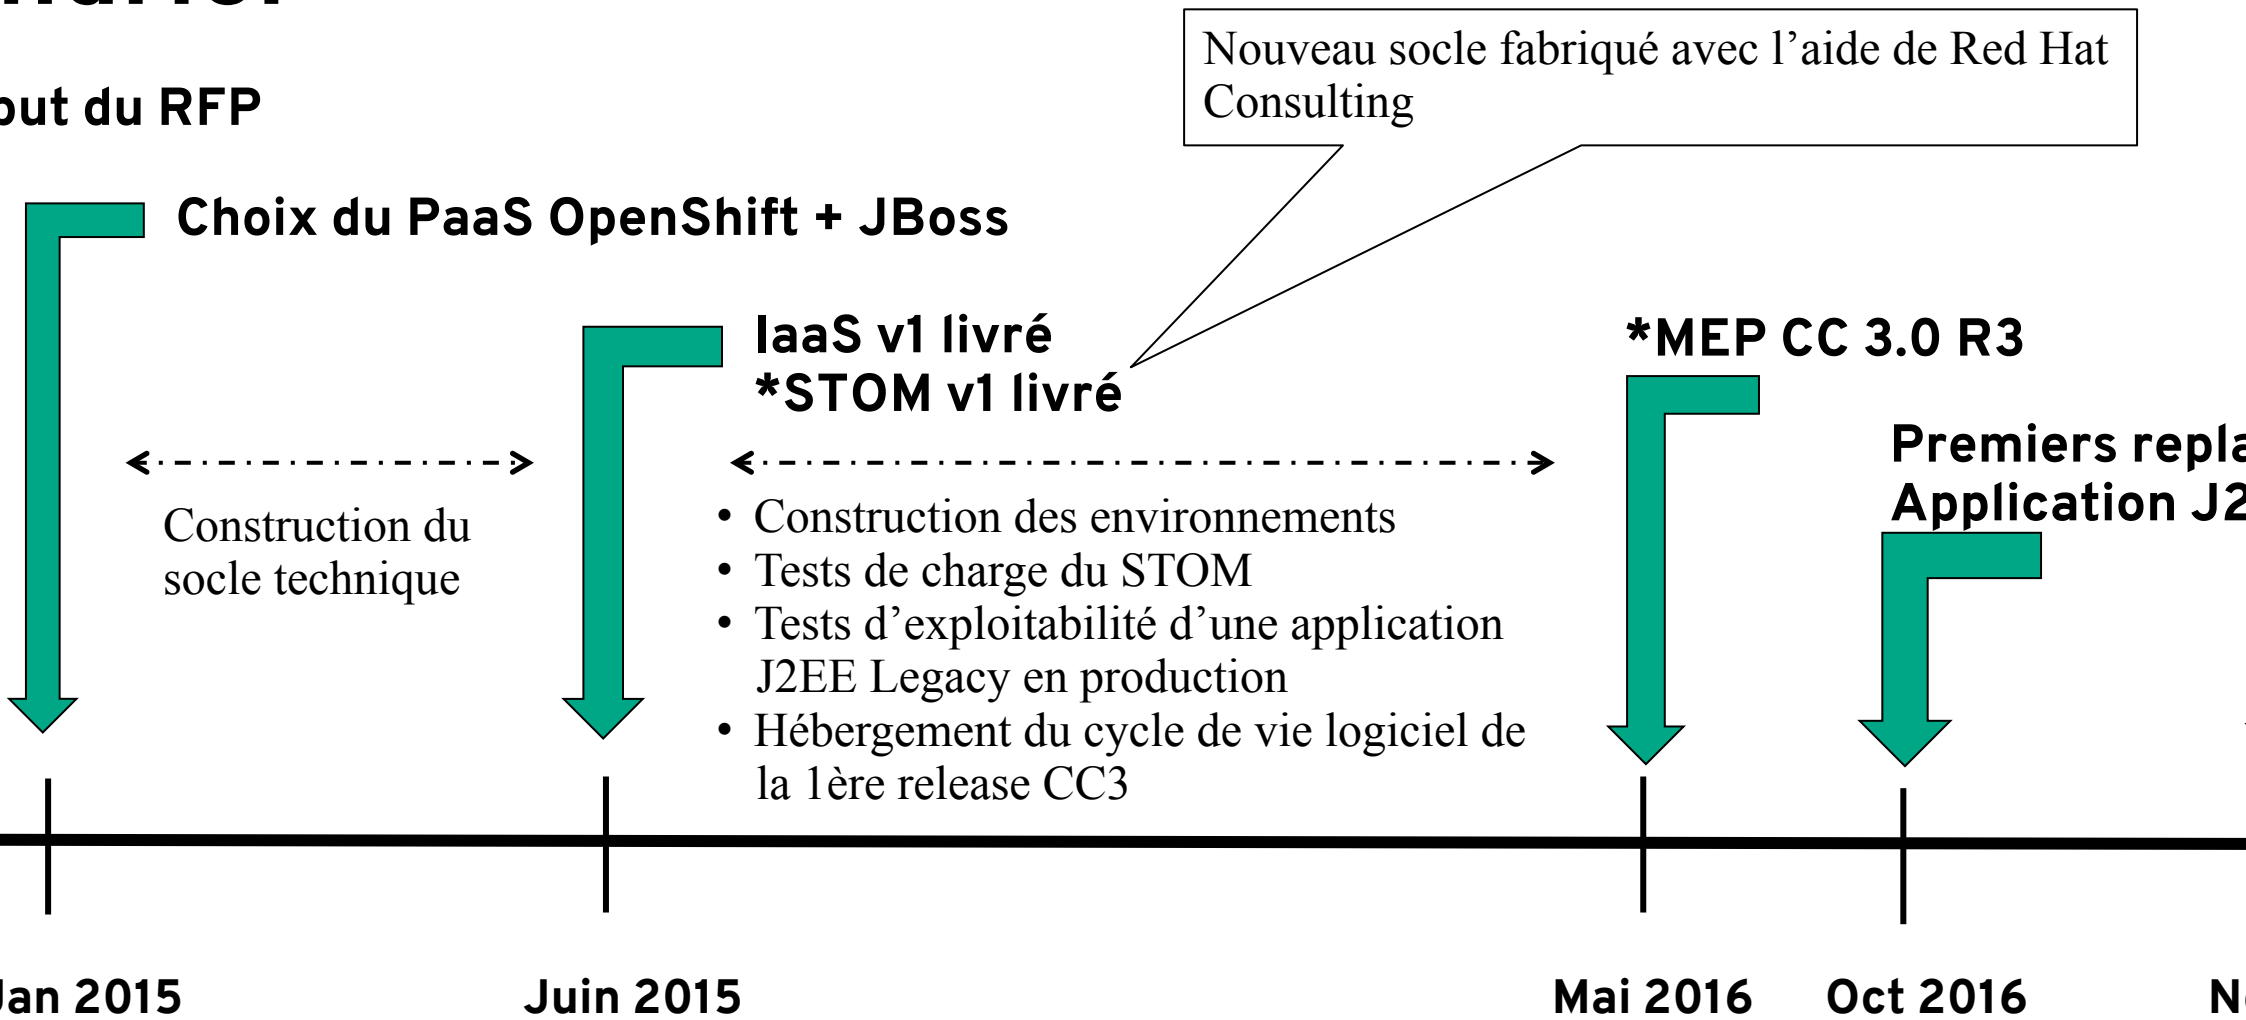 du RFP
Nouveau socle fabriqué avec l’aide de Red Hat
Consulting
Choix du PaaS OpenShift + JBoss
IaaS v1 livré
*STOM v1 livré
*MEP CC 3.0 R3
Premiers
Application
Construction du
socle technique
• Construction des environnements
• Tests de charge du STOM
• Tests d’exploitabilité d’une application
J2EE Legacy en production
• Hébergement du cycle de vie logiciel de
la 1ère release CC3
Jan 2015
Juin 2015
Mai 2016
Oct 2016